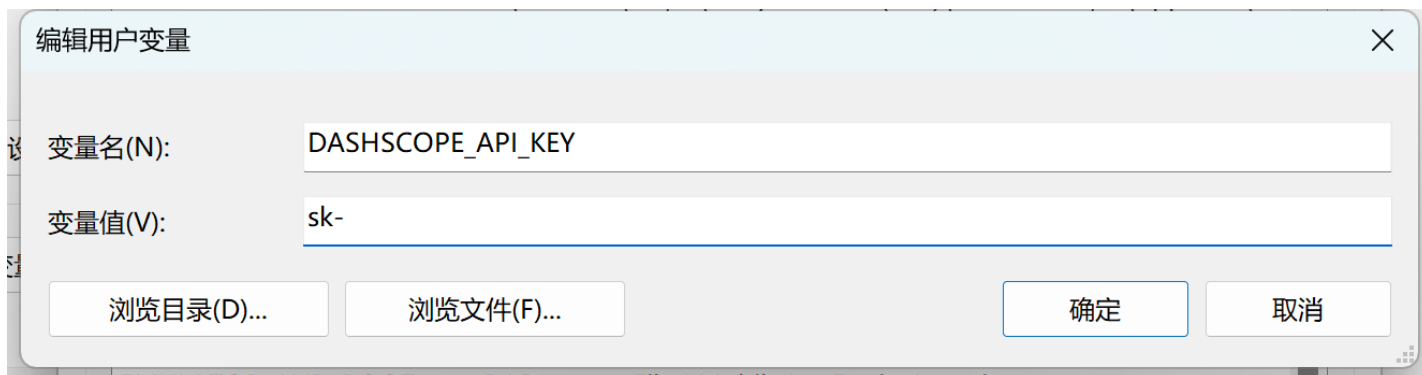 编辑用户变量
变量名(N):
DASHSCOPE_API_KEY
变量值(V):
sk-
浏览目录(D)...
浏览文件(F)...
确定
取消